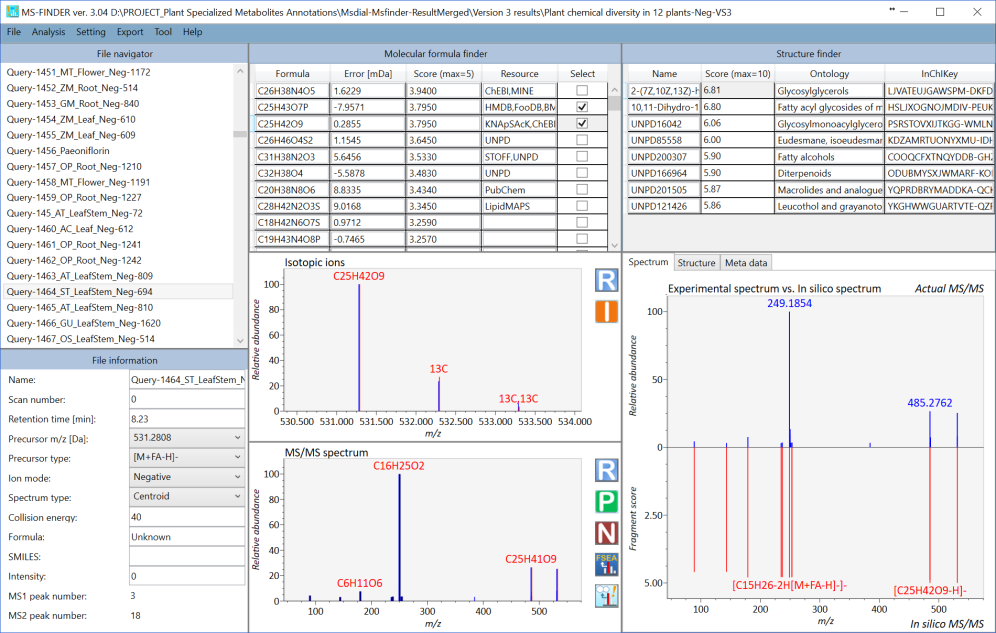 MS-FINDER ver. 3.04 D:\PROJECT_Plant Specialized Metabolites Annotations\Msdial-Msfinder-ResultMerged\Version 3 results\Plant chemical diversity in 12 plants-Neg-VS3
File Analysis Setting Export Tool Help
File navigator
Query-1451_MT_Flower_Neg-1172
Query-1452_ZM_Root_Neg-514
Query-1453_GM_Root_Neg-840
Query-1454_ZM_Leaf_Neg-610
Query-1455_ZM_Leaf_Neg-609
Query-1456_Paeoniflorin
Query-1457_OP_Root_Neg-1210
Query-1458_MT_Flower_Neg-1191
Query-1459_OP_Root_Neg-1227
Query-145_AT_LeafStem_Neg-72
Query-1460_AC_Leaf_Neg-612
Query-1461_OP_Root_Neg-1241
Query-1462_OP_Root_Neg-1242
Query-1463_AT_LeafStem_Neg-809
Query-1464_ST_LeafStem_Neg-694
Query-1465_AT_LeafStem_Neg-810
Query-1466_GU_LeafStem_Neg-1620
Query-1467_OS_LeafStem_Neg-514
File information
Name: Query-1464_ST_LeafStem_N
Scan number: 0
Retention time [min]: 8.23
Precursor m/z [Da]: 531.2808
Precursor type: [M+FA-H]-
Ion mode: Negative
Spectrum type: Centroid
Collision energy: 40
Formula: Unknown
SMILES:
Intensity: 0
MS1 peak number: 3
MS2 peak number: 18
Molecular formula finder
Formula Error [mDa] Score (max=5) Resource Select
C26H38N4O5 1.6229 3.9400 ChEBI,MINE
C25H43O7P -7.9571 3.7950 HMDB,FooDB,BM
C25H42O9 0.2855 3.7950 KNApSAcK,ChEBI
C26H46O4S2 1.1545 3.6450 UNPD
C31H38N2O3 5.6456 3.5330 STOFF,UNPD
C32H38O4 -5.5878 3.4830 UNPD
C20H38N8O6 8.8335 3.4340 PubChem
C28H42N2O3S 9.0168 3.3450 LipidMAPS
C18H42N6O7S 0.9712 3.2590
C19H43N4O8P -0.7465 3.2570
Isotopic ions
C25H42O9
13C
13C,13C
Relative abundance
100
80
60
40
20
0
530.500 531.000 531.500 532.000 532.500 533.000 533.500 534.000
m/z
MS/MS spectrum
C16H25O2
C25H41O9
C6H11O6
Relative abundance
100
80
60
40
20
0
100 200 300 400 500
m/z
R
I
R
P
N
FSEA
Structure finder
Name Score (max=10) Ontology InChIKey
2-(7Z,10Z,13Z)-h 6.81 Glycosylglycerols LJVATEUJGAWSPM-DKFD
10,11-Dihydro-1 6.80 Fatty acyl glycosides of m HSLJXOGNOJMDIV-PEUK
UNPD16042 6.06 Glycosylmonoacylglycero PSRSTOVXIJTKGG-WMLN
UNPD85558 6.00 Eudesmane, isoeudesmar KDZAMRTUONYXMU-IDH
UNPD200307 5.90 Fatty alcohols COOQCFXTNQYDDB-GHZ
UNPD166964 5.90 Diterpenoids ODUBMYSXJWMARF-KOI
UNPD201505 5.87 Macrolides and analogue YQPRDBRYMADDKA-QCK
UNPD121426 5.86 Leucothol and grayanoto YKGHWWGUARTVTE-QZF
Spectrum Structure Meta data
Experimental spectrum vs. In silico spectrum Actual MS/MS
249.1854
485.2762
Relative abundance
100
50
0
2.50
5.00
Fragment score
[C15H26-2H[M+FA-H]-]-
[C25H42O9-H]-
100 200 300 400 500
m/z
In silico MS/MS